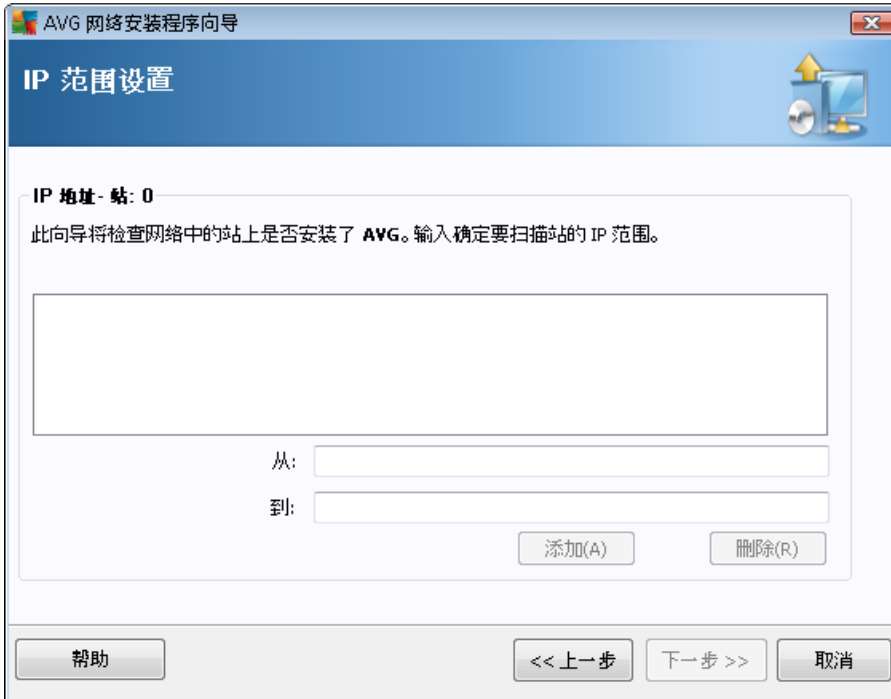 AVG 网络安装程序向导
IP 范围设置
IP 地址- 站: 0
此向导将检查网络中的站上是否安装了 AVG。输入确定要扫描站的 IP 范围。
从:
到:
添加(A)
删除(R)
帮助
<< 上一步
下一步 >>
取消